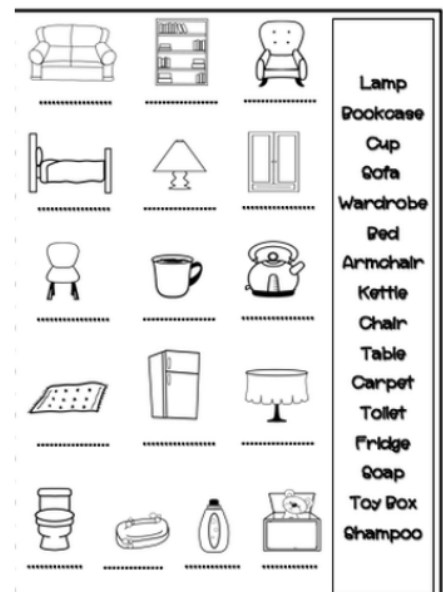 Lamp
Bookcase
Cup
Sofa
Wardrobe
Bed
Armchair
Kettle
Chair
Table
Carpet
Toilet
Fridge
Soap
Toy Box
Shampoo